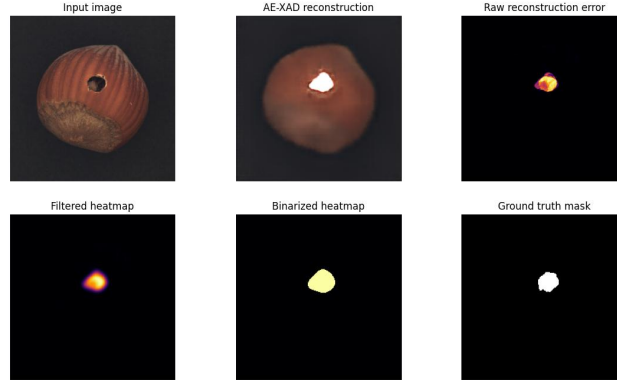 Input image
AE-XAD reconstruction
Raw reconstruction error
Filtered heatmap
Binarized heatmap
Ground truth mask